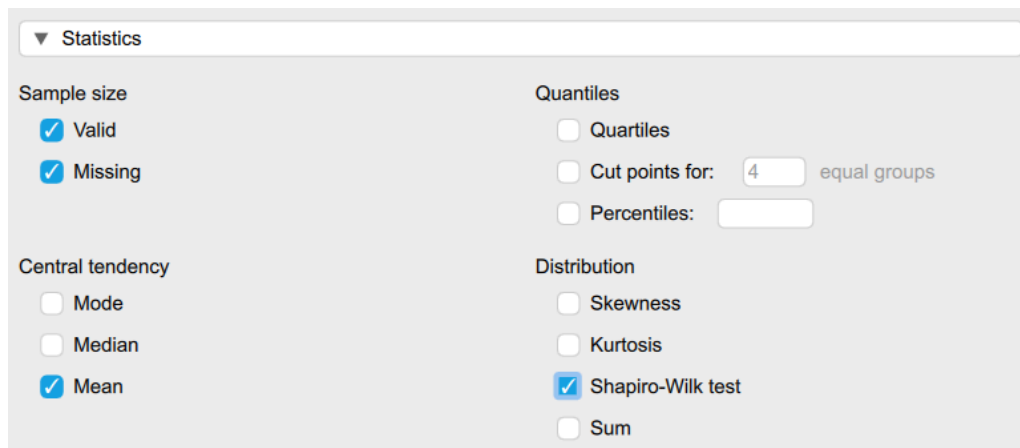 ▼ Statistics
Sample size
Valid
Missing
Quantiles
Quartiles
Cut points for: 4 equal groups
Percentiles:
Central tendency
Mode
Median
Mean
Distribution
Skewness
Kurtosis
Shapiro-Wilk test
Sum